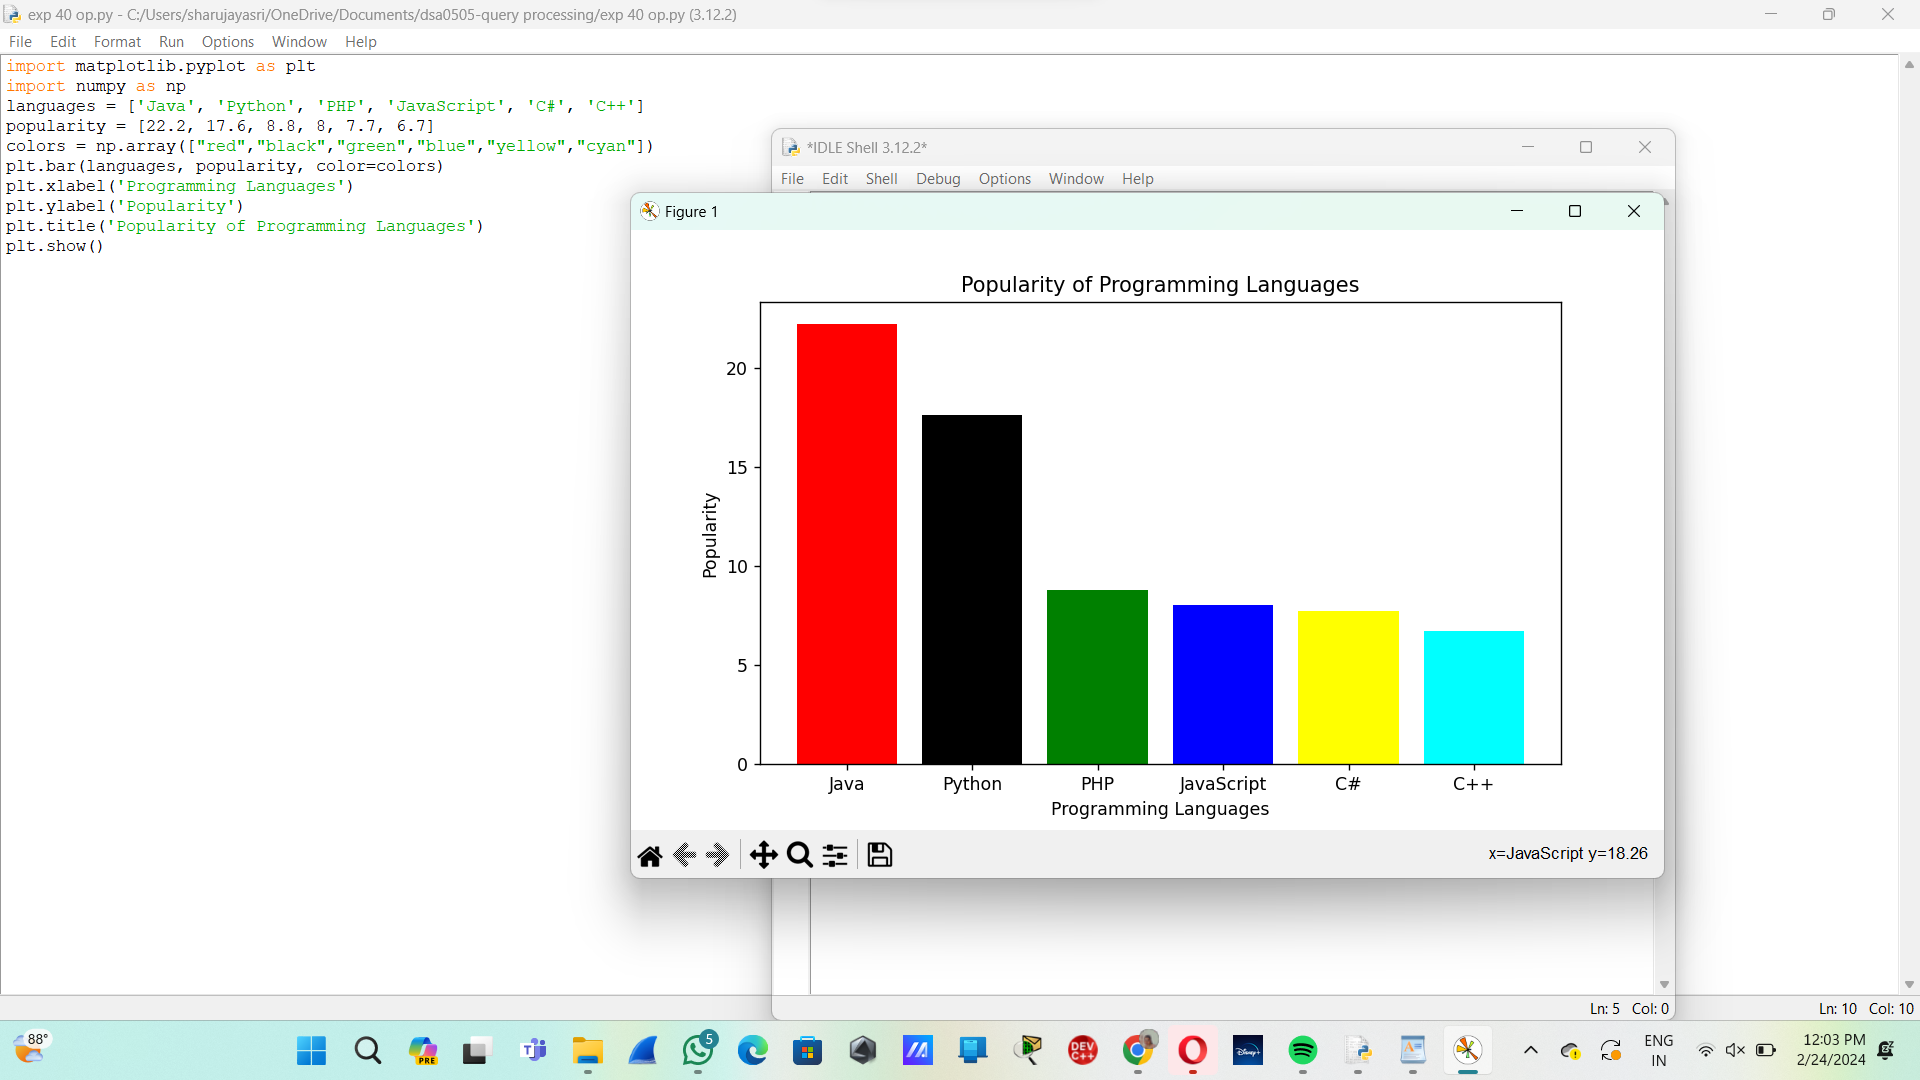 exp 40 op.py - C:/Users/sharujayasri/OneDrive/Documents/dsa0505-query processing/exp 40 op.py (3.12.2)
File Edit Format Run Options Window Help
import matplotlib.pyplot as plt
import numpy as np
languages = ['Java', 'Python', 'PHP', 'JavaScript', 'C#', 'C++']
popularity = [22.2, 17.6, 8.8, 8, 7.7, 6.7]
colors = np.array(["red","black","green","blue","yellow","cyan"])
plt.bar(languages, popularity, color=colors)
plt.xlabel('Programming Languages')
plt.ylabel('Popularity')
plt.title('Popularity of Programming Languages')
plt.show()
*IDLE Shell 3.12.2*
File Edit Shell Debug Options Window Help
Figure 1
Popularity of Programming Languages
20
15
10
5
0
Popularity
Java Python PHP JavaScript C# C++
Programming Languages
x=JavaScript y=18.26
Ln: 5 Col: 0
Ln: 10 Col: 10
88°
PRE
5
DEV
C++
Disney+
ENG
IN
12:03 PM
2/24/2024